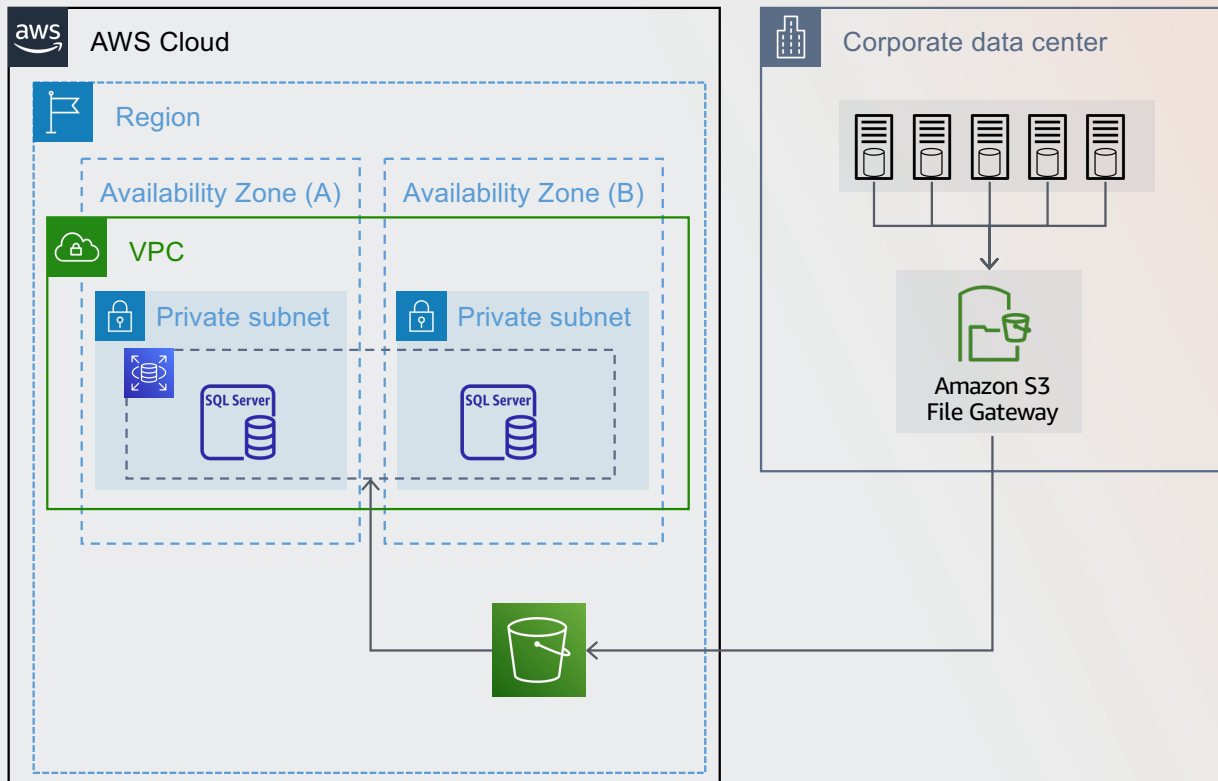 aws
AWS Cloud
Region
Availability Zone (A)
Availability Zone (B)
VPC
Private subnet
Private subnet
SQL Server
SQL Server
Corporate data center
Amazon S3
File Gateway